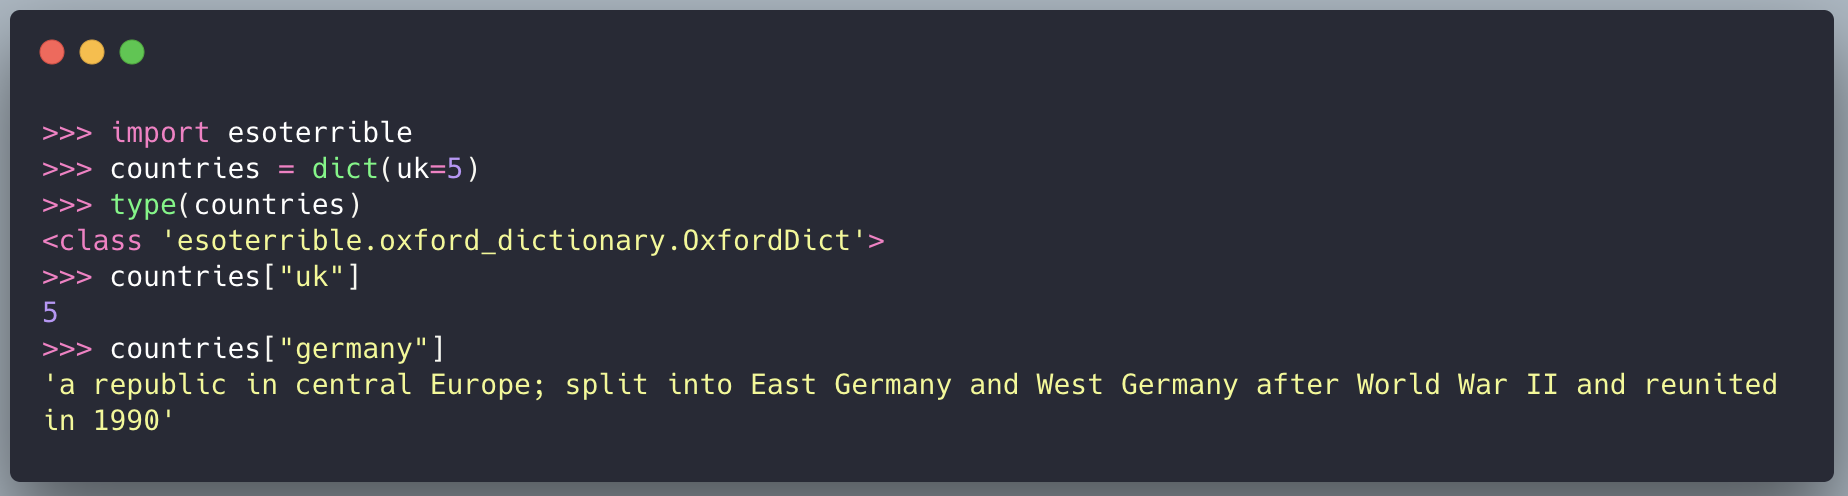 >>> import esoterrible
>>> countries = dict(uk=5)
>>> type(countries)
<class 'esoterrible.oxford_dictionary.OxfordDict'>
>>> countries["uk"]
5
>>> countries["germany"]
'a republic in central Europe; split into East Germany and West Germany after World War II and reunited
in 1990'